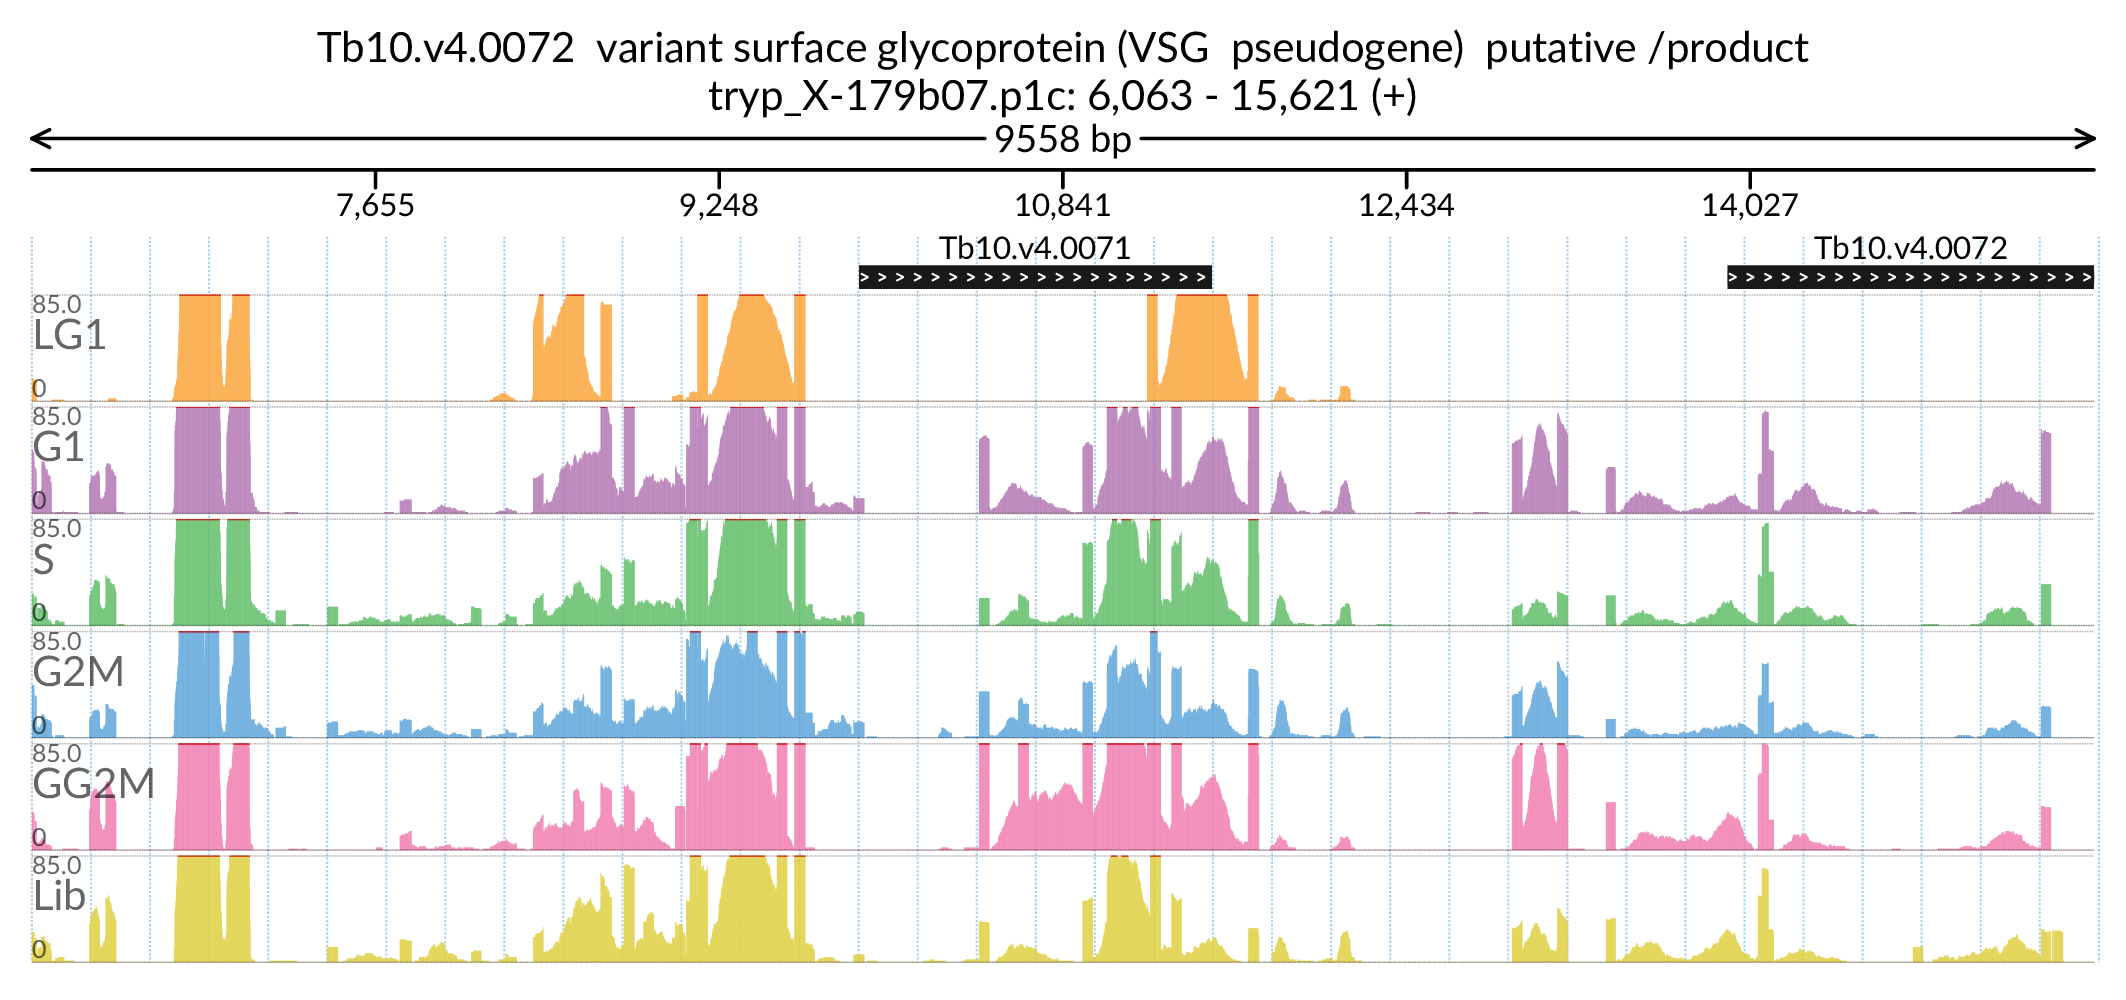 Tb10.v4.0072  variant surface glycoprotein (VSG  pseudogene)  putative /product
tryp_X-179b07.p1c: 6,063 - 15,621 (+)
9558 bp
7,655 9,248 10,841 12,434 14,027
Tb10.v4.0071 Tb10.v4.0072
85.0
LG1
0
85.0
G1
0
85.0
S
0
85.0
G2M
0
85.0
GG2M
0
85.0
Lib
0